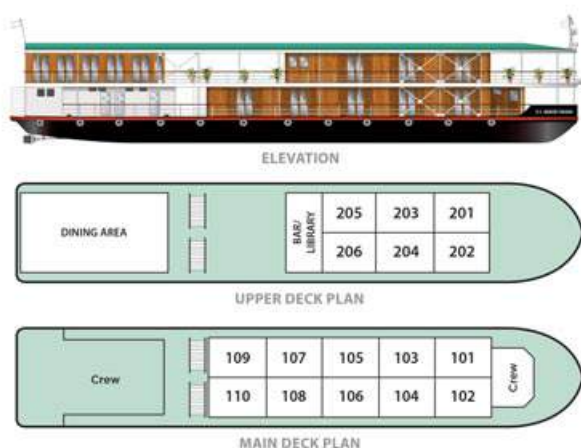 ELEVATION
DINING AREA
BAR/
LIBRARY
205 203 201
206 204 202
UPPER DECK PLAN
Crew
109 107 105 103 101
110 108 106 104 102
Crew
MAIN DECK PLAN